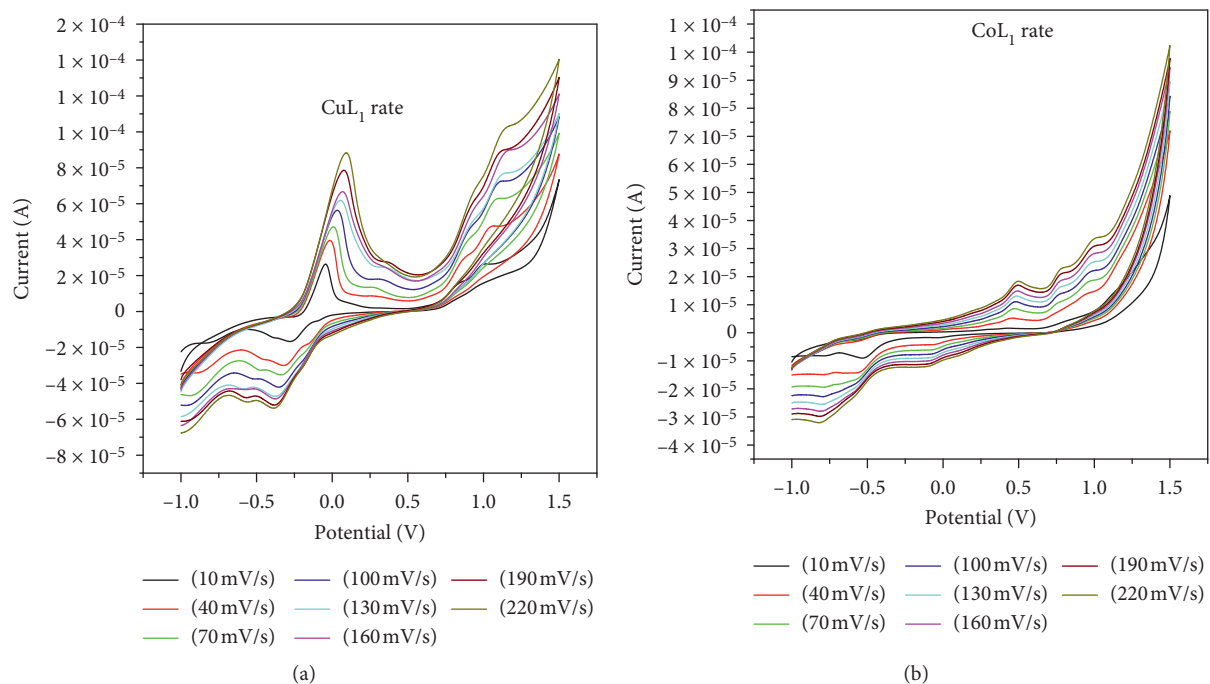 CuL₁ rate
Current (A)
2 × 10⁻⁴
1 × 10⁻⁴
1 × 10⁻⁴
1 × 10⁻⁴
8 × 10⁻⁵
6 × 10⁻⁵
4 × 10⁻⁵
2 × 10⁻⁵
0
−2 × 10⁻⁵
−4 × 10⁻⁵
−6 × 10⁻⁵
−8 × 10⁻⁵
−1.0 −0.5 0.0 0.5 1.0 1.5
Potential (V)
(10 mV/s) (100 mV/s) (190 mV/s)
(40 mV/s) (130 mV/s) (220 mV/s)
(70 mV/s) (160 mV/s)
(a)
CoL₁ rate
Current (A)
1 × 10⁻⁴
1 × 10⁻⁴
9 × 10⁻⁵
8 × 10⁻⁵
7 × 10⁻⁵
6 × 10⁻⁵
5 × 10⁻⁵
4 × 10⁻⁵
3 × 10⁻⁵
2 × 10⁻⁵
1 × 10⁻⁵
0
−1 × 10⁻⁵
−2 × 10⁻⁵
−3 × 10⁻⁵
−4 × 10⁻⁵
−1.0 −0.5 0.0 0.5 1.0 1.5
Potential (V)
(10 mV/s) (100 mV/s) (190 mV/s)
(40 mV/s) (130 mV/s) (220 mV/s)
(70 mV/s) (160 mV/s)
(b)